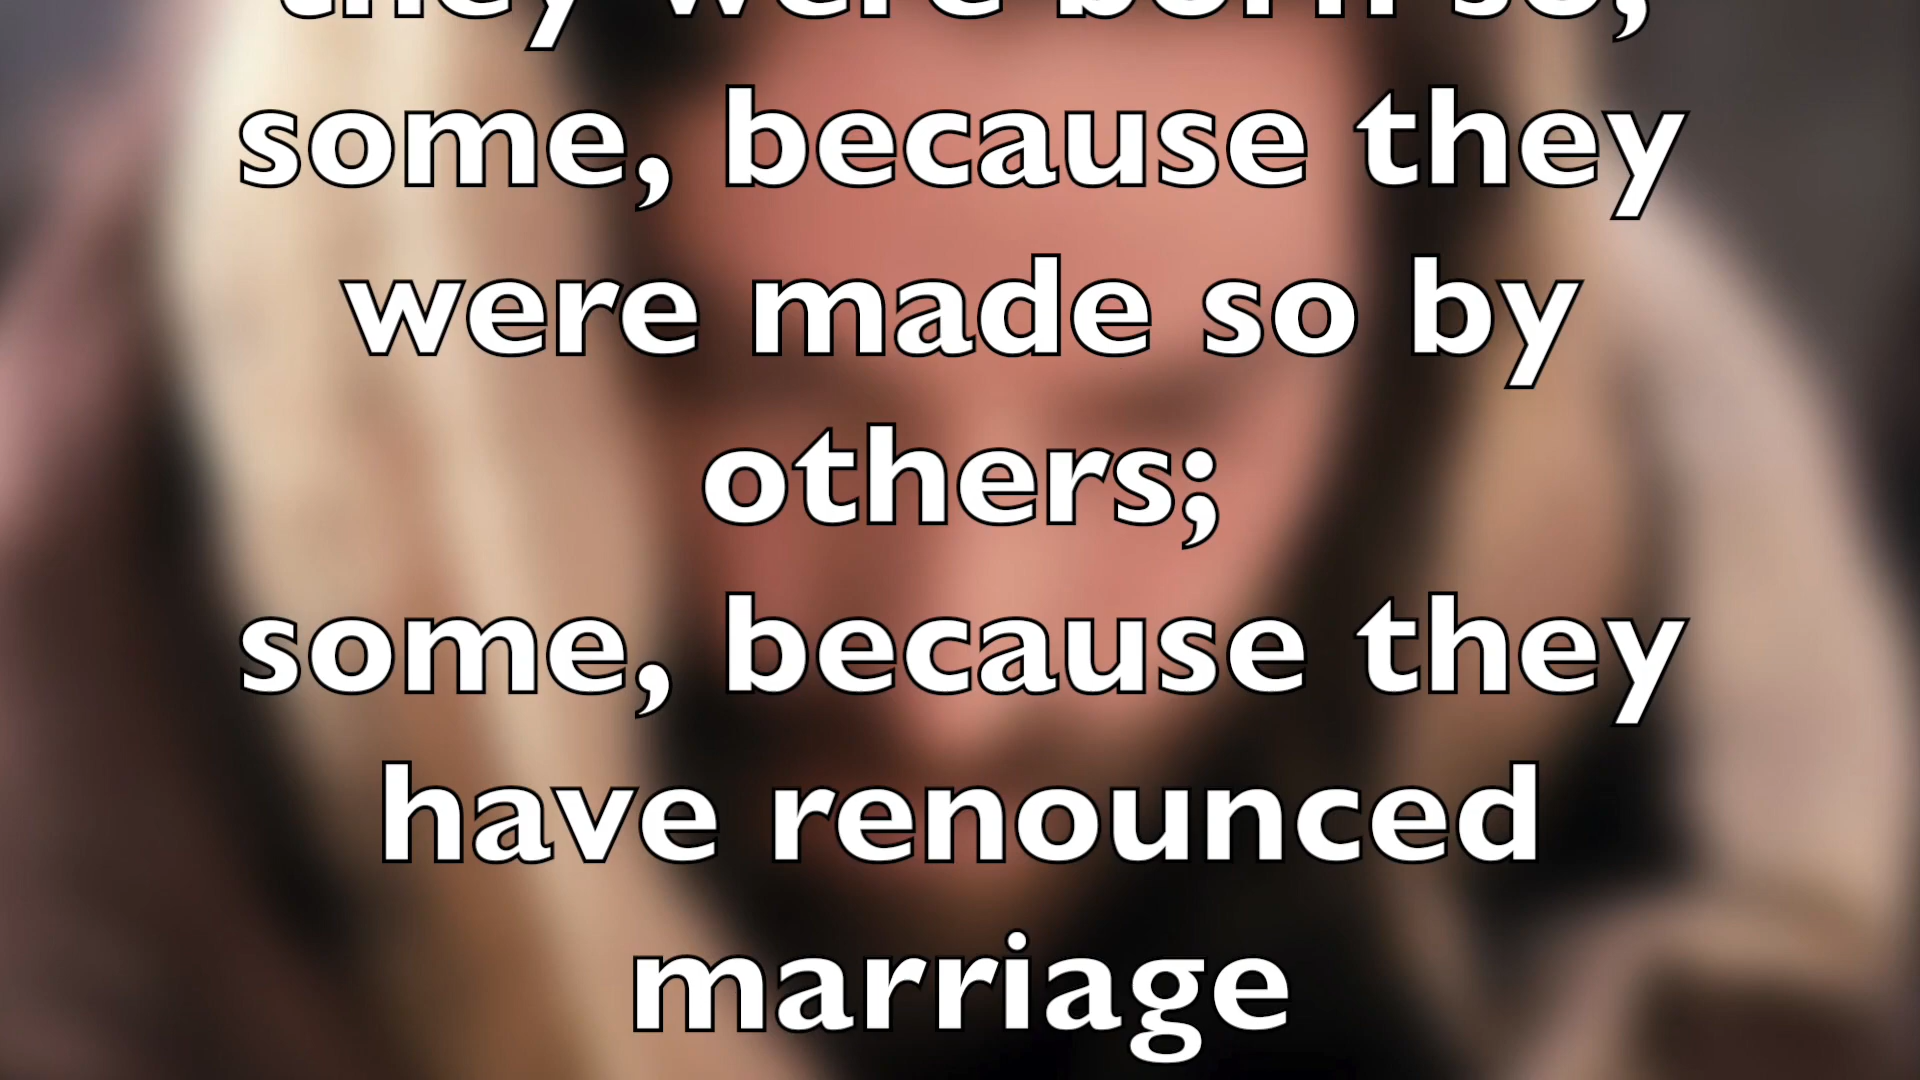 they were born so,
some, because they
were made so by
others;
some, because they
have renounced
marriage